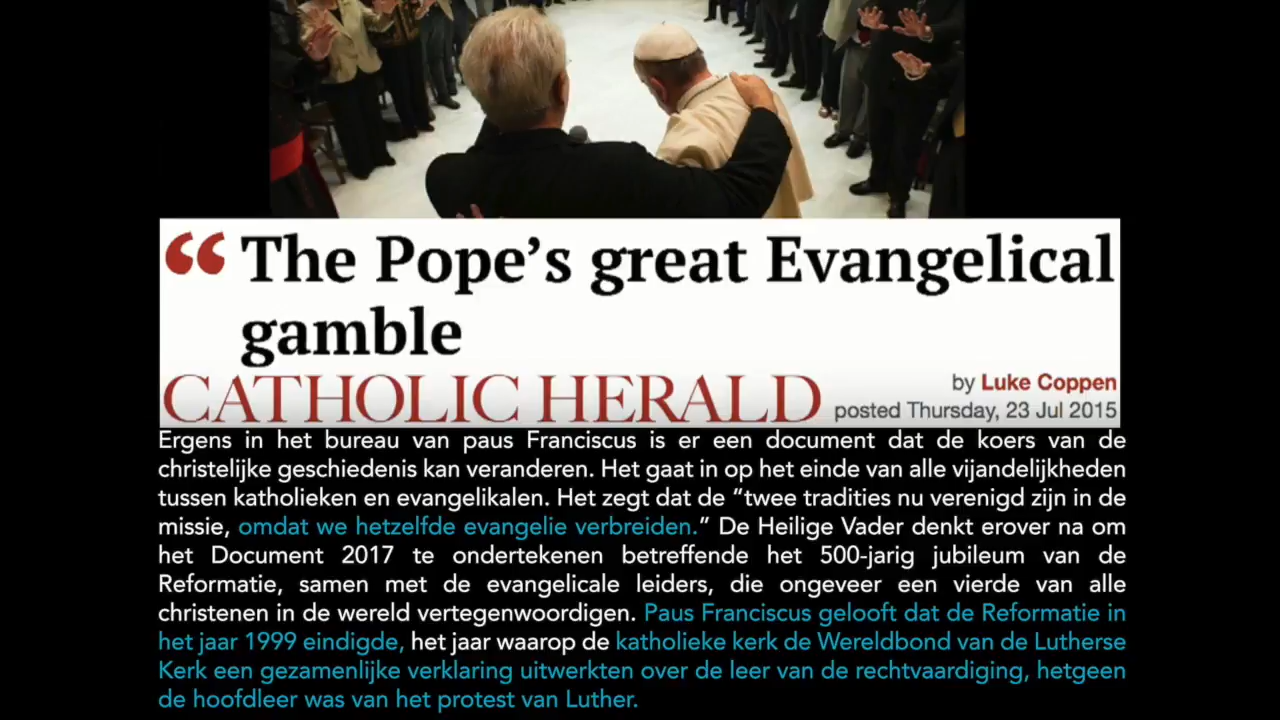 “ The Pope’s great Evangelical
gamble
CATHOLIC HERALD
by Luke Coppen
posted Thursday, 23 Jul 2015
Ergens in het bureau van paus Franciscus is er een document dat de koers van de
christelijke geschiedenis kan veranderen. Het gaat in op het einde van alle vijandelijkheden
tussen katholieken en evangelikalen. Het zegt dat de “twee tradities nu verenigd zijn in de
missie, omdat we hetzelfde evangelie verbreiden.” De Heilige Vader denkt erover na om
het Document 2017 te ondertekenen betreffende het 500-jarig jubileum van de
Reformatie, samen met de evangelicale leiders, die ongeveer een vierde van alle
christenen in de wereld vertegenwoordigen. Paus Franciscus gelooft dat de Reformatie in
het jaar 1999 eindigde, het jaar waarop de katholieke kerk de Wereldbond van de Lutherse
Kerk een gezamenlijke verklaring uitwerkten over de leer van de rechtvaardiging, hetgeen
de hoofdleer was van het protest van Luther.